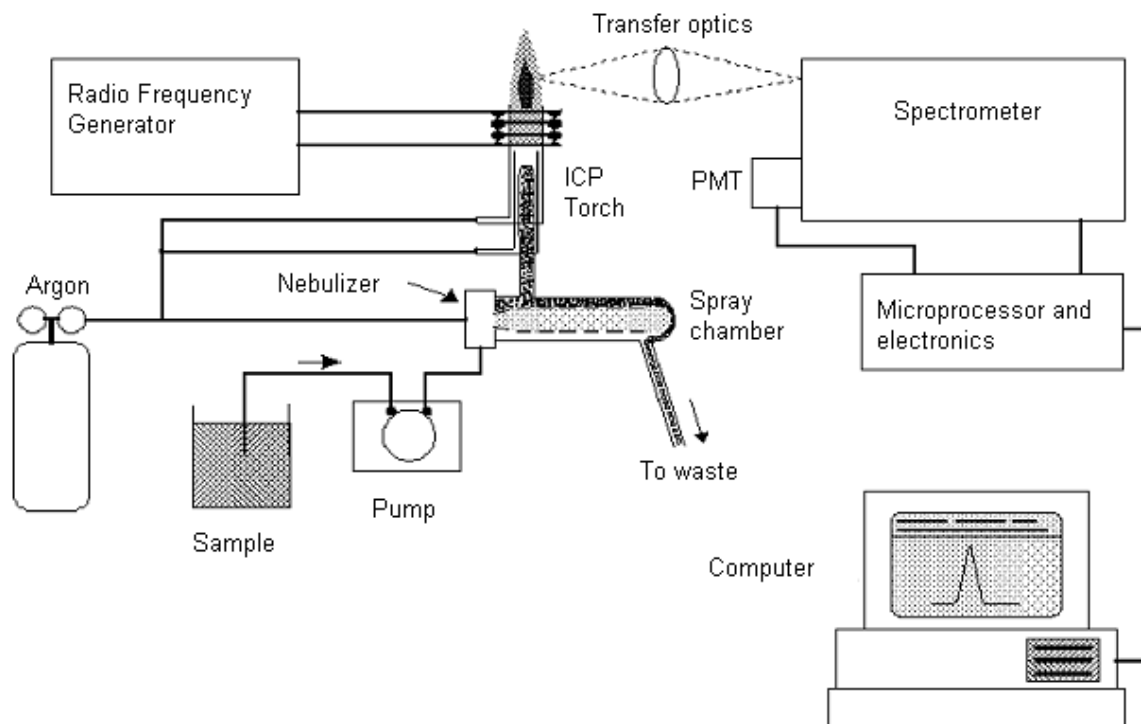 Transfer optics
Radio Frequency
Generator
Spectrometer
PMT
ICP
Torch
Argon
Nebulizer
Spray
chamber
Microprocessor and
electronics
To waste
Pump
Sample
Computer